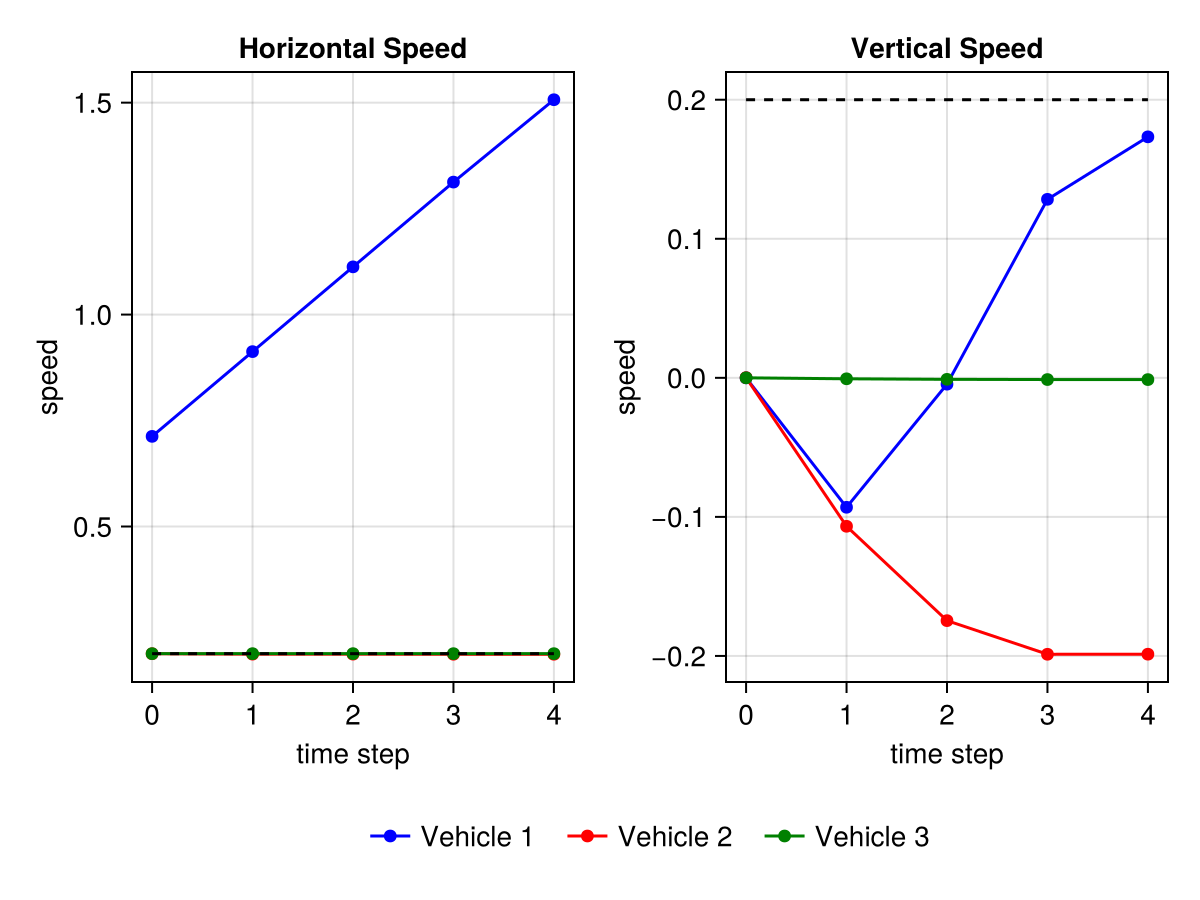 Horizontal Speed
1.5
1.0
0.5
speed
0 1 2 3 4
time step
Vertical Speed
0.2
0.1
0.0
−0.1
−0.2
speed
0 1 2 3 4
time step
Vehicle 1 Vehicle 2 Vehicle 3